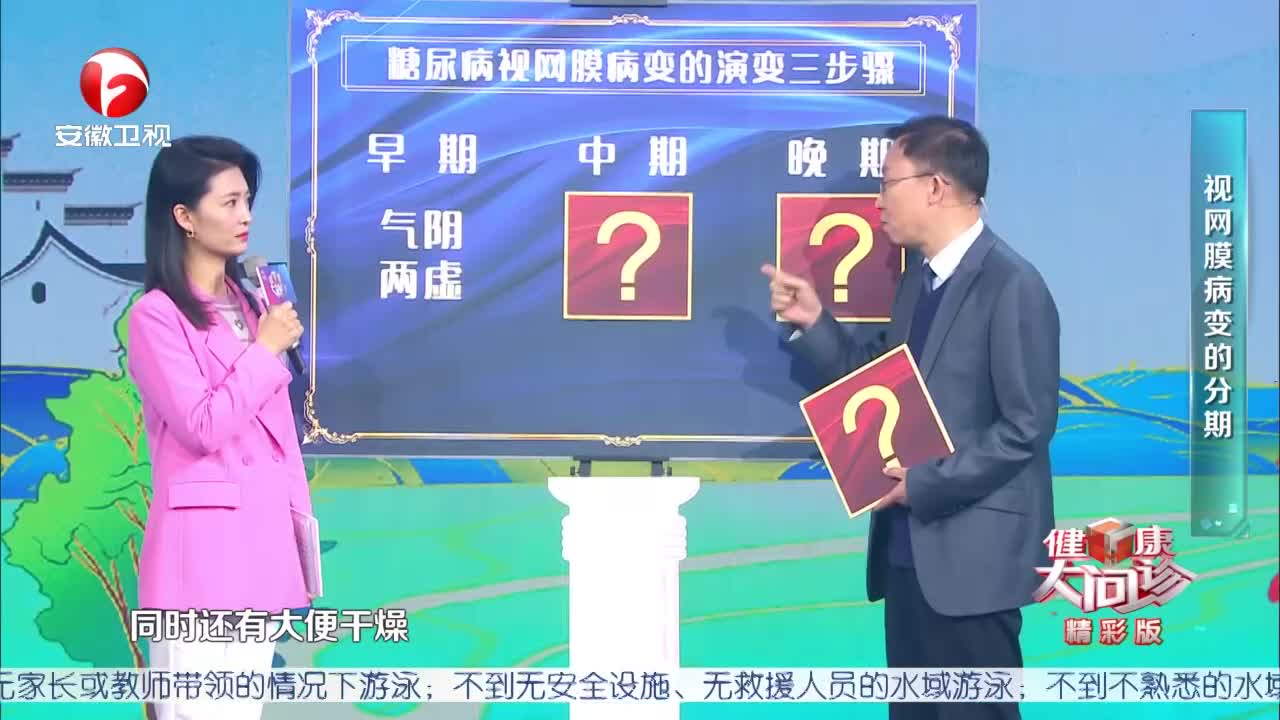 安徽卫视
糖尿病视网膜病变的演变三步骤
早期
中期
晚期
气阴
两虚
?
?
?
视网膜病变的分期
健康
大问诊
精彩版
同时还有大便干燥
无家长或教师带领的情况下游泳；不到无安全设施、无救援人员的水域游泳；不到不熟悉的水域